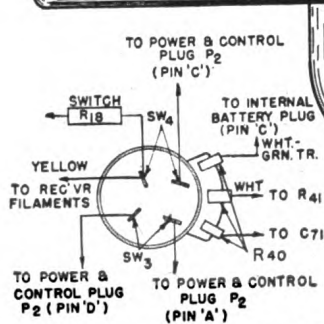 TO POWER & CONTROL
PLUG P2
(PIN 'C')
SWITCH
R18
SW4
TO INTERNAL
BATTERY PLUG
(PIN 'C')
WHT.-
GRN. TR.
YELLOW
TO REC'VR
FILAMENTS
WHT
TO R41
TO C71
R40
SW3
TO POWER &
CONTROL PLUG
P2 (PIN 'D')
TO POWER & CONTROL
PLUG P2
(PIN 'A')